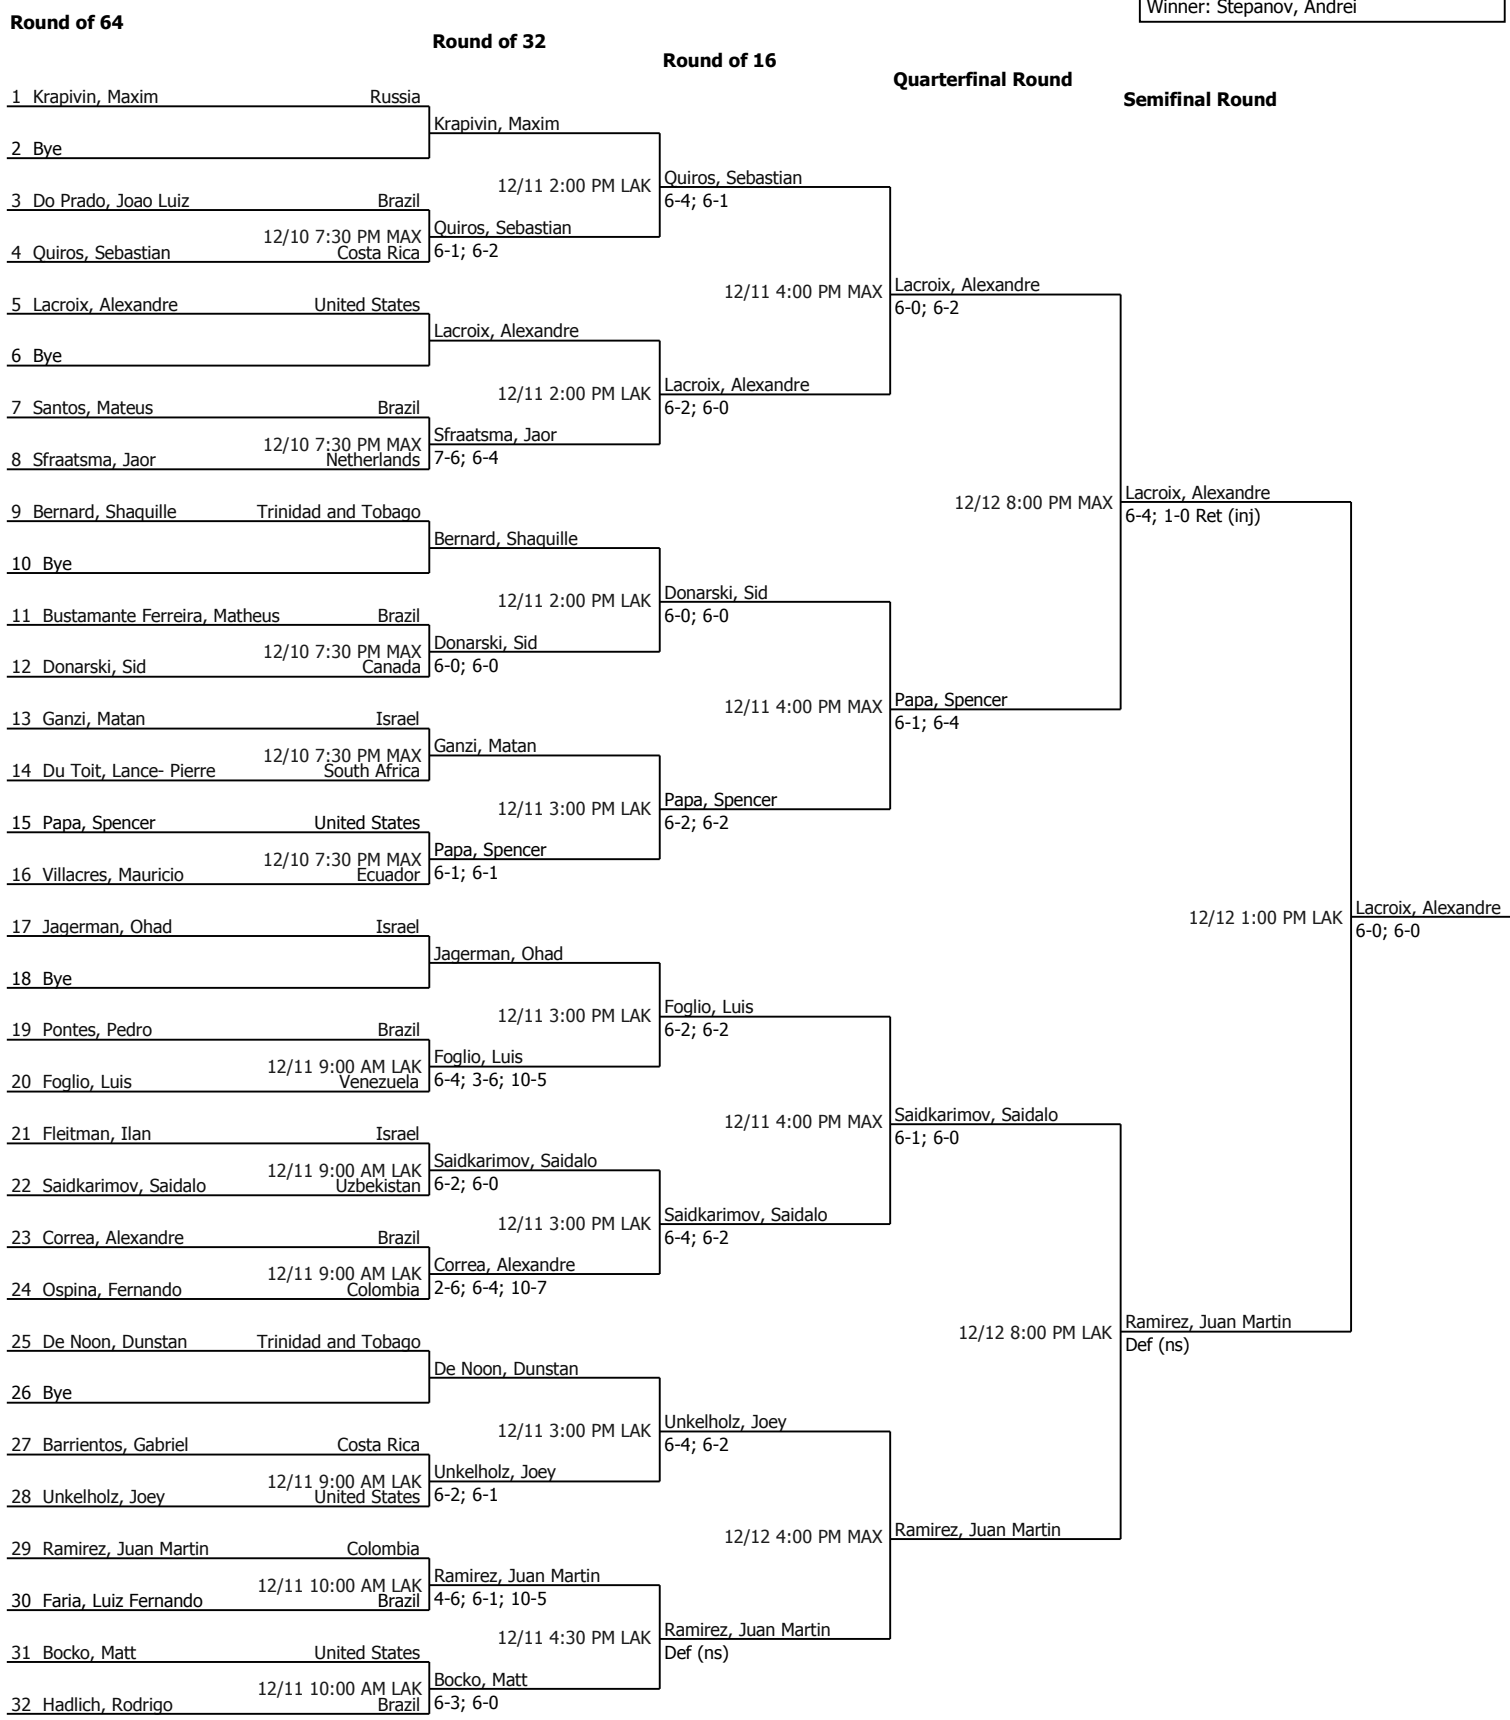 Winner: Stepanov, Andrei
Round of 64
Round of 32
Round of 16
Quarterfinal Round
Semifinal Round
1 Krapivin, Maxim Russia
Krapivin, Maxim
2 Bye
12/11 2:00 PM LAK Quiros, Sebastian
6-4; 6-1
3 Do Prado, Joao Luiz Brazil
12/10 7:30 PM MAX Quiros, Sebastian
4 Quiros, Sebastian Costa Rica 6-1; 6-2
12/11 4:00 PM MAX Lacroix, Alexandre
6-0; 6-2
5 Lacroix, Alexandre United States
Lacroix, Alexandre
6 Bye
12/11 2:00 PM LAK Lacroix, Alexandre
6-2; 6-0
7 Santos, Mateus Brazil
12/10 7:30 PM MAX Sfraatsma, Jaor
8 Sfraatsma, Jaor Netherlands 7-6; 6-4
12/12 8:00 PM MAX Lacroix, Alexandre
6-4; 1-0 Ret (inj)
9 Bernard, Shaquille Trinidad and Tobago
Bernard, Shaquille
10 Bye
12/11 2:00 PM LAK Donarski, Sid
6-0; 6-0
11 Bustamante Ferreira, Matheus Brazil
12/10 7:30 PM MAX Donarski, Sid
12 Donarski, Sid Canada 6-0; 6-0
12/11 4:00 PM MAX Papa, Spencer
6-1; 6-4
13 Ganzi, Matan Israel
12/10 7:30 PM MAX Ganzi, Matan
14 Du Toit, Lance- Pierre South Africa
12/11 3:00 PM LAK Papa, Spencer
6-2; 6-2
15 Papa, Spencer United States
12/10 7:30 PM MAX Papa, Spencer
16 Villacres, Mauricio Ecuador 6-1; 6-1
12/12 1:00 PM LAK Lacroix, Alexandre
6-0; 6-0
17 Jagerman, Ohad Israel
Jagerman, Ohad
18 Bye
12/11 3:00 PM LAK Foglio, Luis
6-2; 6-2
19 Pontes, Pedro Brazil
12/11 9:00 AM LAK Foglio, Luis
20 Foglio, Luis Venezuela 6-4; 3-6; 10-5
12/11 4:00 PM MAX Saidkarimov, Saidalo
6-1; 6-0
21 Fleitman, Ilan Israel
12/11 9:00 AM LAK Saidkarimov, Saidalo
22 Saidkarimov, Saidalo Uzbekistan 6-2; 6-0
12/11 3:00 PM LAK Saidkarimov, Saidalo
6-4; 6-2
23 Correa, Alexandre Brazil
12/11 9:00 AM LAK Correa, Alexandre
24 Ospina, Fernando Colombia 2-6; 6-4; 10-7
12/12 8:00 PM LAK Ramirez, Juan Martin
Def (ns)
25 De Noon, Dunstan Trinidad and Tobago
De Noon, Dunstan
26 Bye
12/11 3:00 PM LAK Unkelholz, Joey
6-4; 6-2
27 Barrientos, Gabriel Costa Rica
12/11 9:00 AM LAK Unkelholz, Joey
28 Unkelholz, Joey United States 6-2; 6-1
12/12 4:00 PM MAX Ramirez, Juan Martin
29 Ramirez, Juan Martin Colombia
12/11 10:00 AM LAK Ramirez, Juan Martin
30 Faria, Luiz Fernando Brazil 4-6; 6-1; 10-5
12/11 4:30 PM LAK Ramirez, Juan Martin
Def (ns)
31 Bocko, Matt United States
12/11 10:00 AM LAK Bocko, Matt
32 Hadlich, Rodrigo Brazil 6-3; 6-0